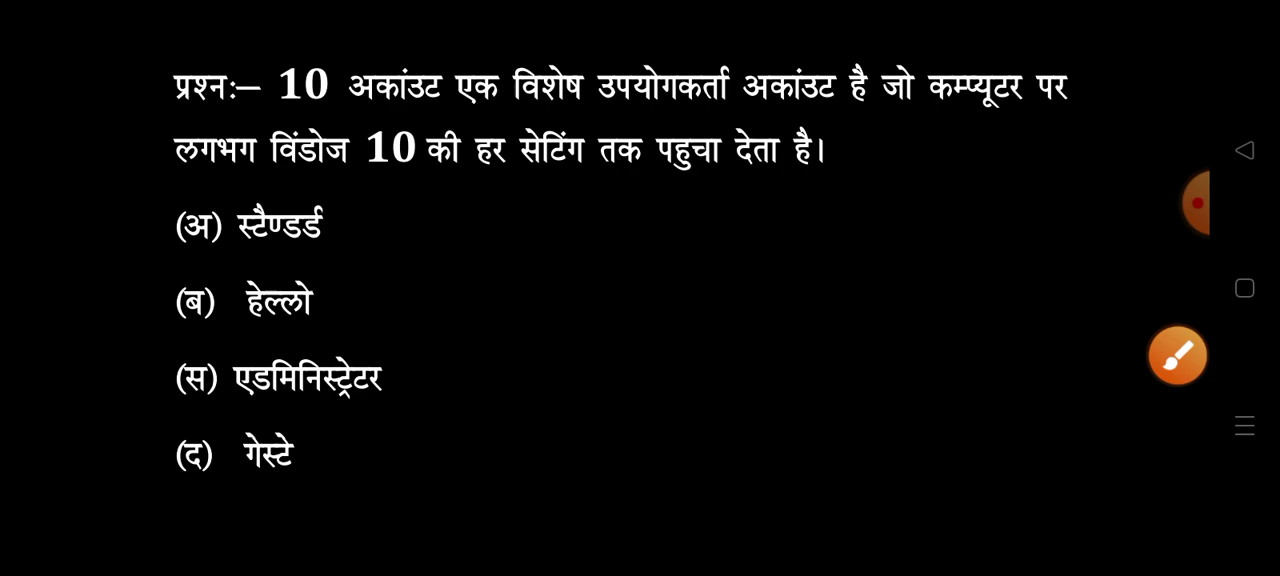 प्रश्नः– 10 अकांउट एक विशेष उपयोगकर्ता अकांउट है जो कम्प्यूटर पर
लगभग विंडोज 10 की हर सेटिंग तक पहुचा देता है।
(अ) स्टैण्डर्ड
(ब) हेल्लो
(स) एडमिनिस्ट्रेटर
(द) गेस्टे